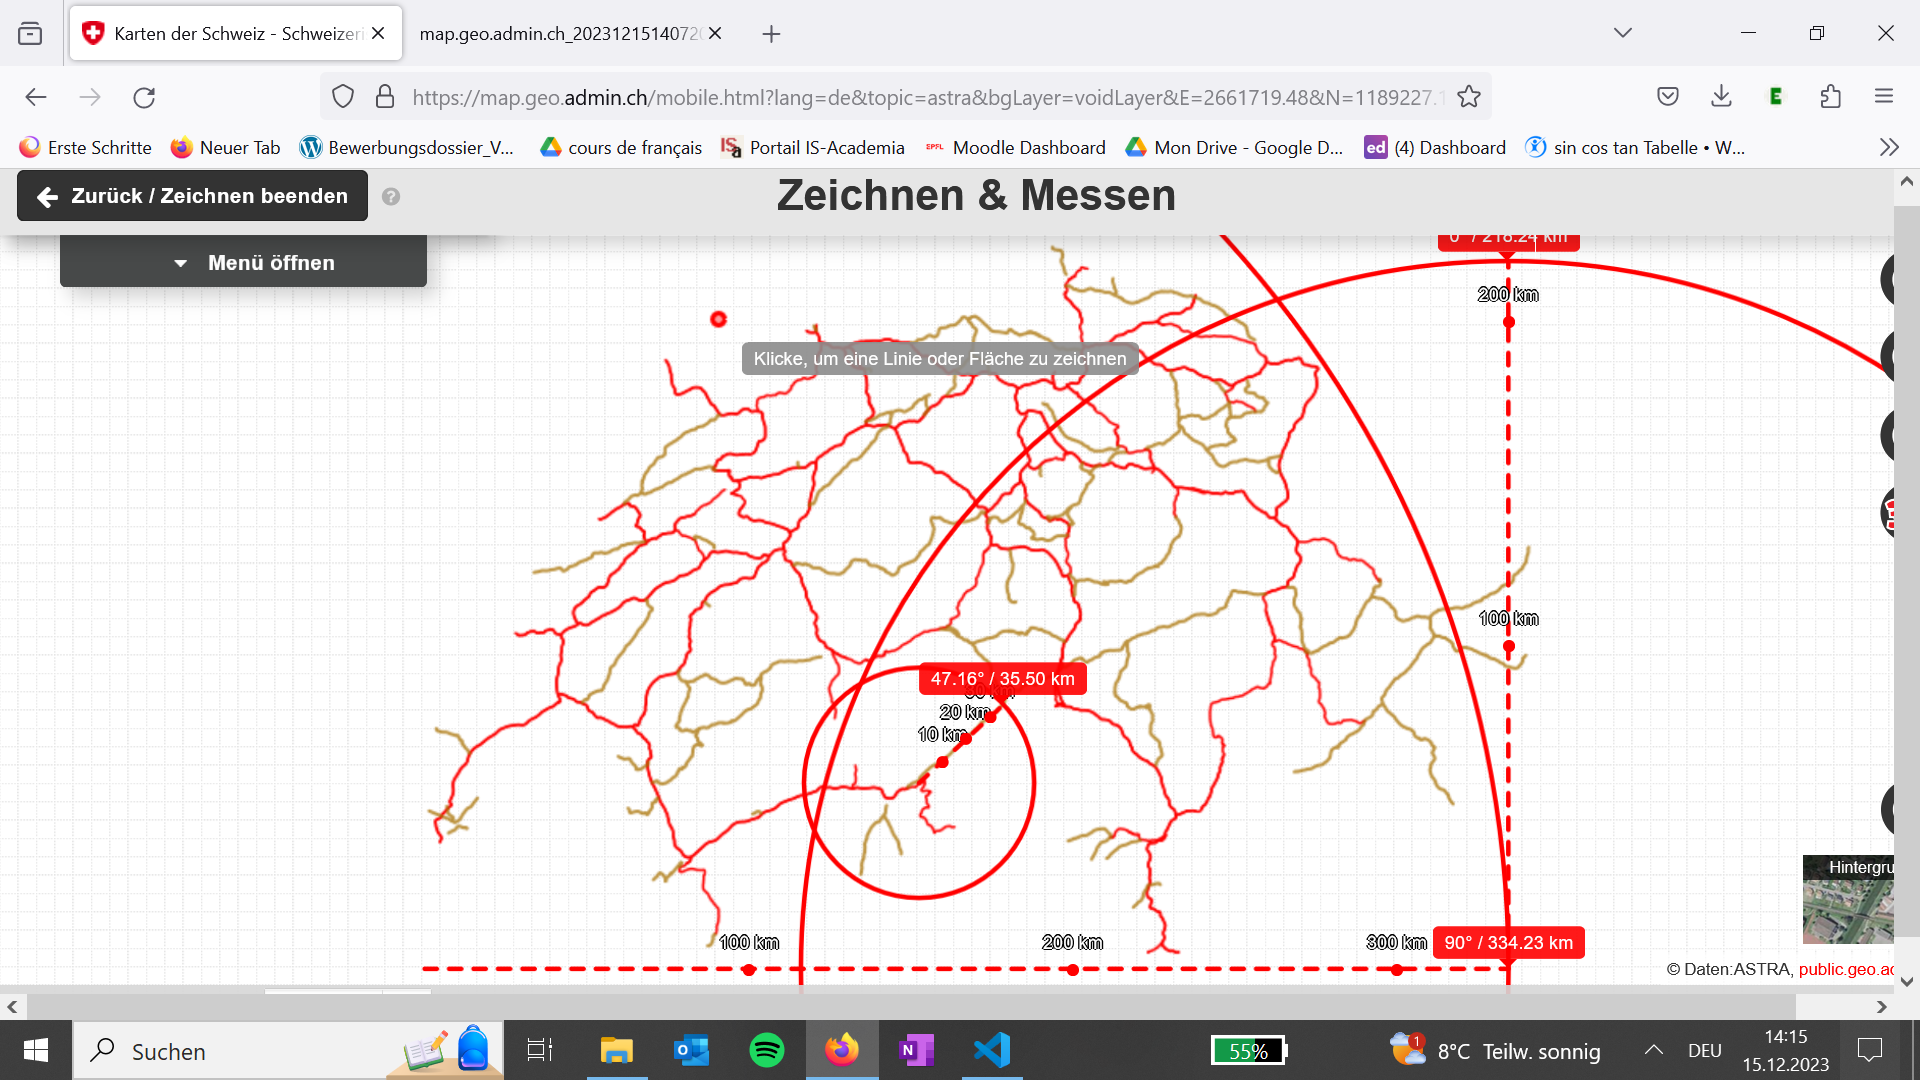 Karten der Schweiz - Schweizeri
map.geo.admin.ch_2023121514072
https://map.geo.admin.ch/mobile.html?lang=de&topic=astra&bgLayer=voidLayer&E=2661719.48&N=1189227.1
Erste Schritte
Neuer Tab
Bewerbungsdossier_V...
cours de français
ISa
Portail IS-Academia
EPFL
Moodle Dashboard
Mon Drive - Google D...
ed
(4) Dashboard
sin cos tan Tabelle • W...
Zurück / Zeichnen beenden
?
Zeichnen & Messen
Menü öffnen
0° / 218.24 km
200 km
Klicke, um eine Linie oder Fläche zu zeichnen
100 km
47.16° / 35.50 km
30 km
20 km
10 km
Hintergru
100 km
200 km
300 km
90° / 334.23 km
© Daten:ASTRA, public.geo.ad
Suchen
55%
1
8°C Teilw. sonnig
DEU
14:15
15.12.2023